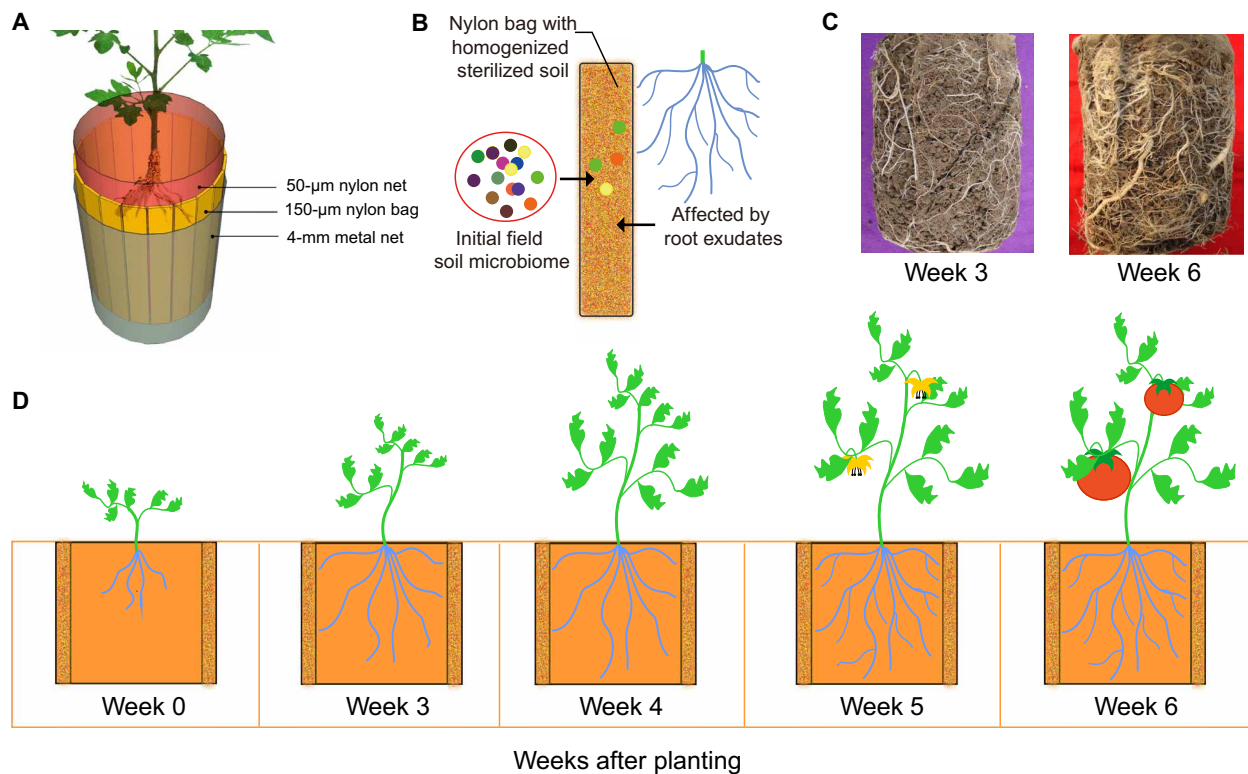 A
50-µm nylon net
150-µm nylon bag
4-mm metal net
B
Nylon bag with
homogenized
sterilized soil
Initial field
soil microbiome
Affected by
root exudates
C
Week 3
Week 6
D
Week 0
Week 3
Week 4
Week 5
Week 6
Weeks after planting